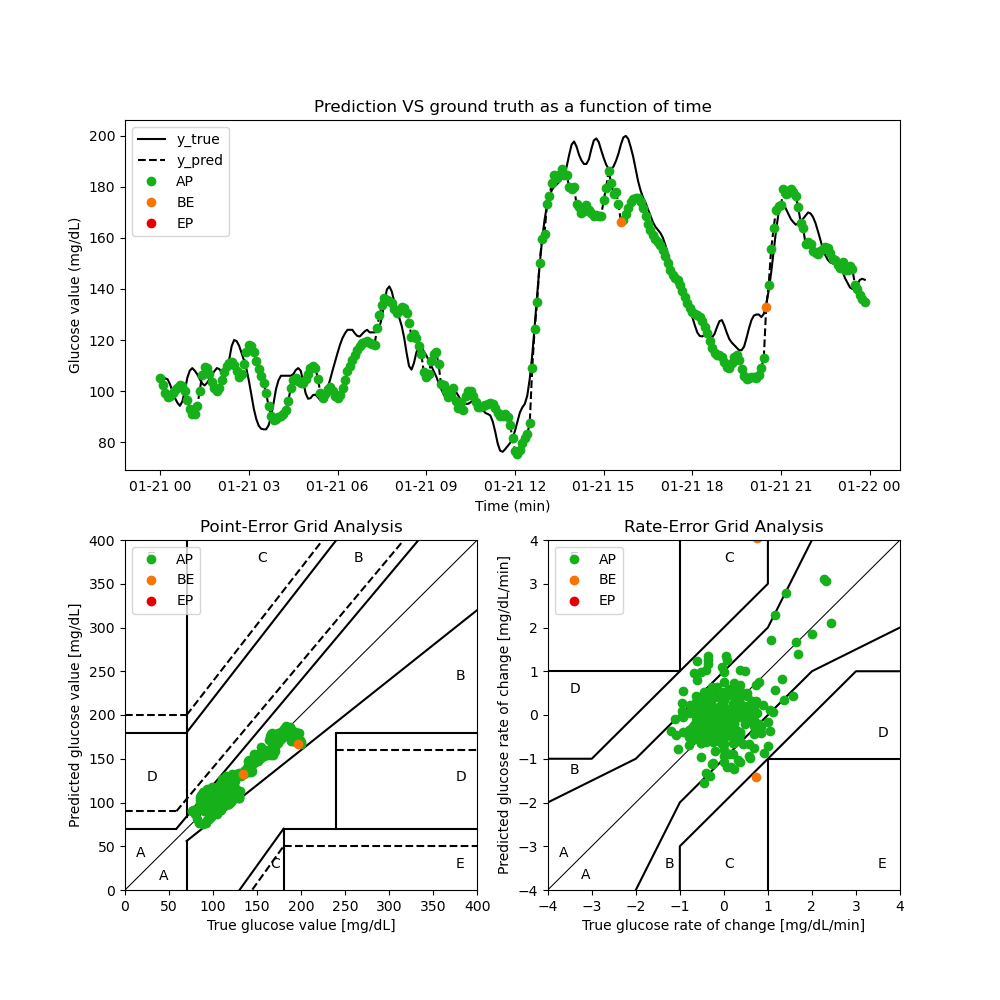 Prediction VS ground truth as a function of time
Glucose value (mg/dL)
200
180
160
140
120
100
80
y_true
y_pred
AP
BE
EP
01-21 00 01-21 03 01-21 06 01-21 09 01-21 12 01-21 15 01-21 18 01-21 21 01-22 00
Time (min)
Point-Error Grid Analysis
Predicted glucose value [mg/dL]
400
350
300
250
200
150
100
50
0
AP
BE
EP
C
B
B
D
D
A
A
C
E
0 50 100 150 200 250 300 350 400
True glucose value [mg/dL]
Rate-Error Grid Analysis
Predicted glucose rate of change [mg/dL/min]
4
3
2
1
0
−1
−2
−3
−4
AP
BE
EP
C
D
D
B
A
A
B
C
E
−4 −3 −2 −1 0 1 2 3 4
True glucose rate of change [mg/dL/min]